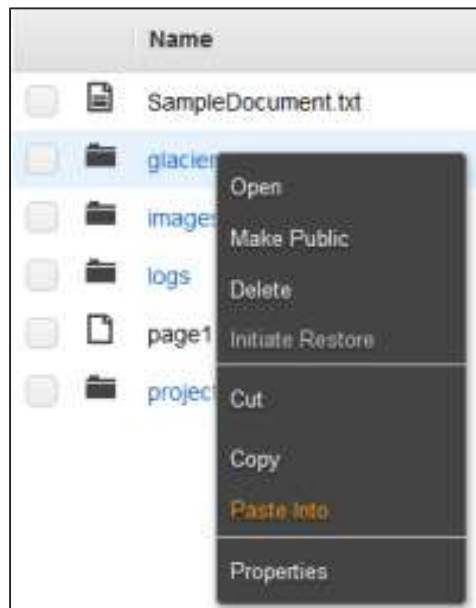 Name
SampleDocument.txt
glacier
images
logs
page1
project
Open
Make Public
Delete
Initiate Restore
Cut
Copy
Paste Into
Properties